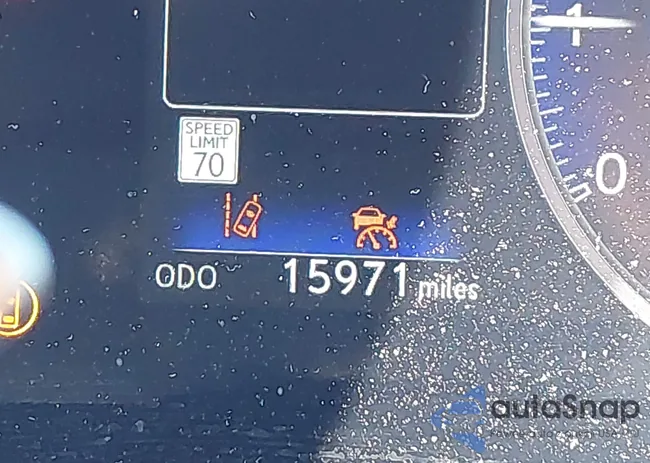 1
SPEED
LIMIT
70
0
ODO 15971 miles
autoSnap